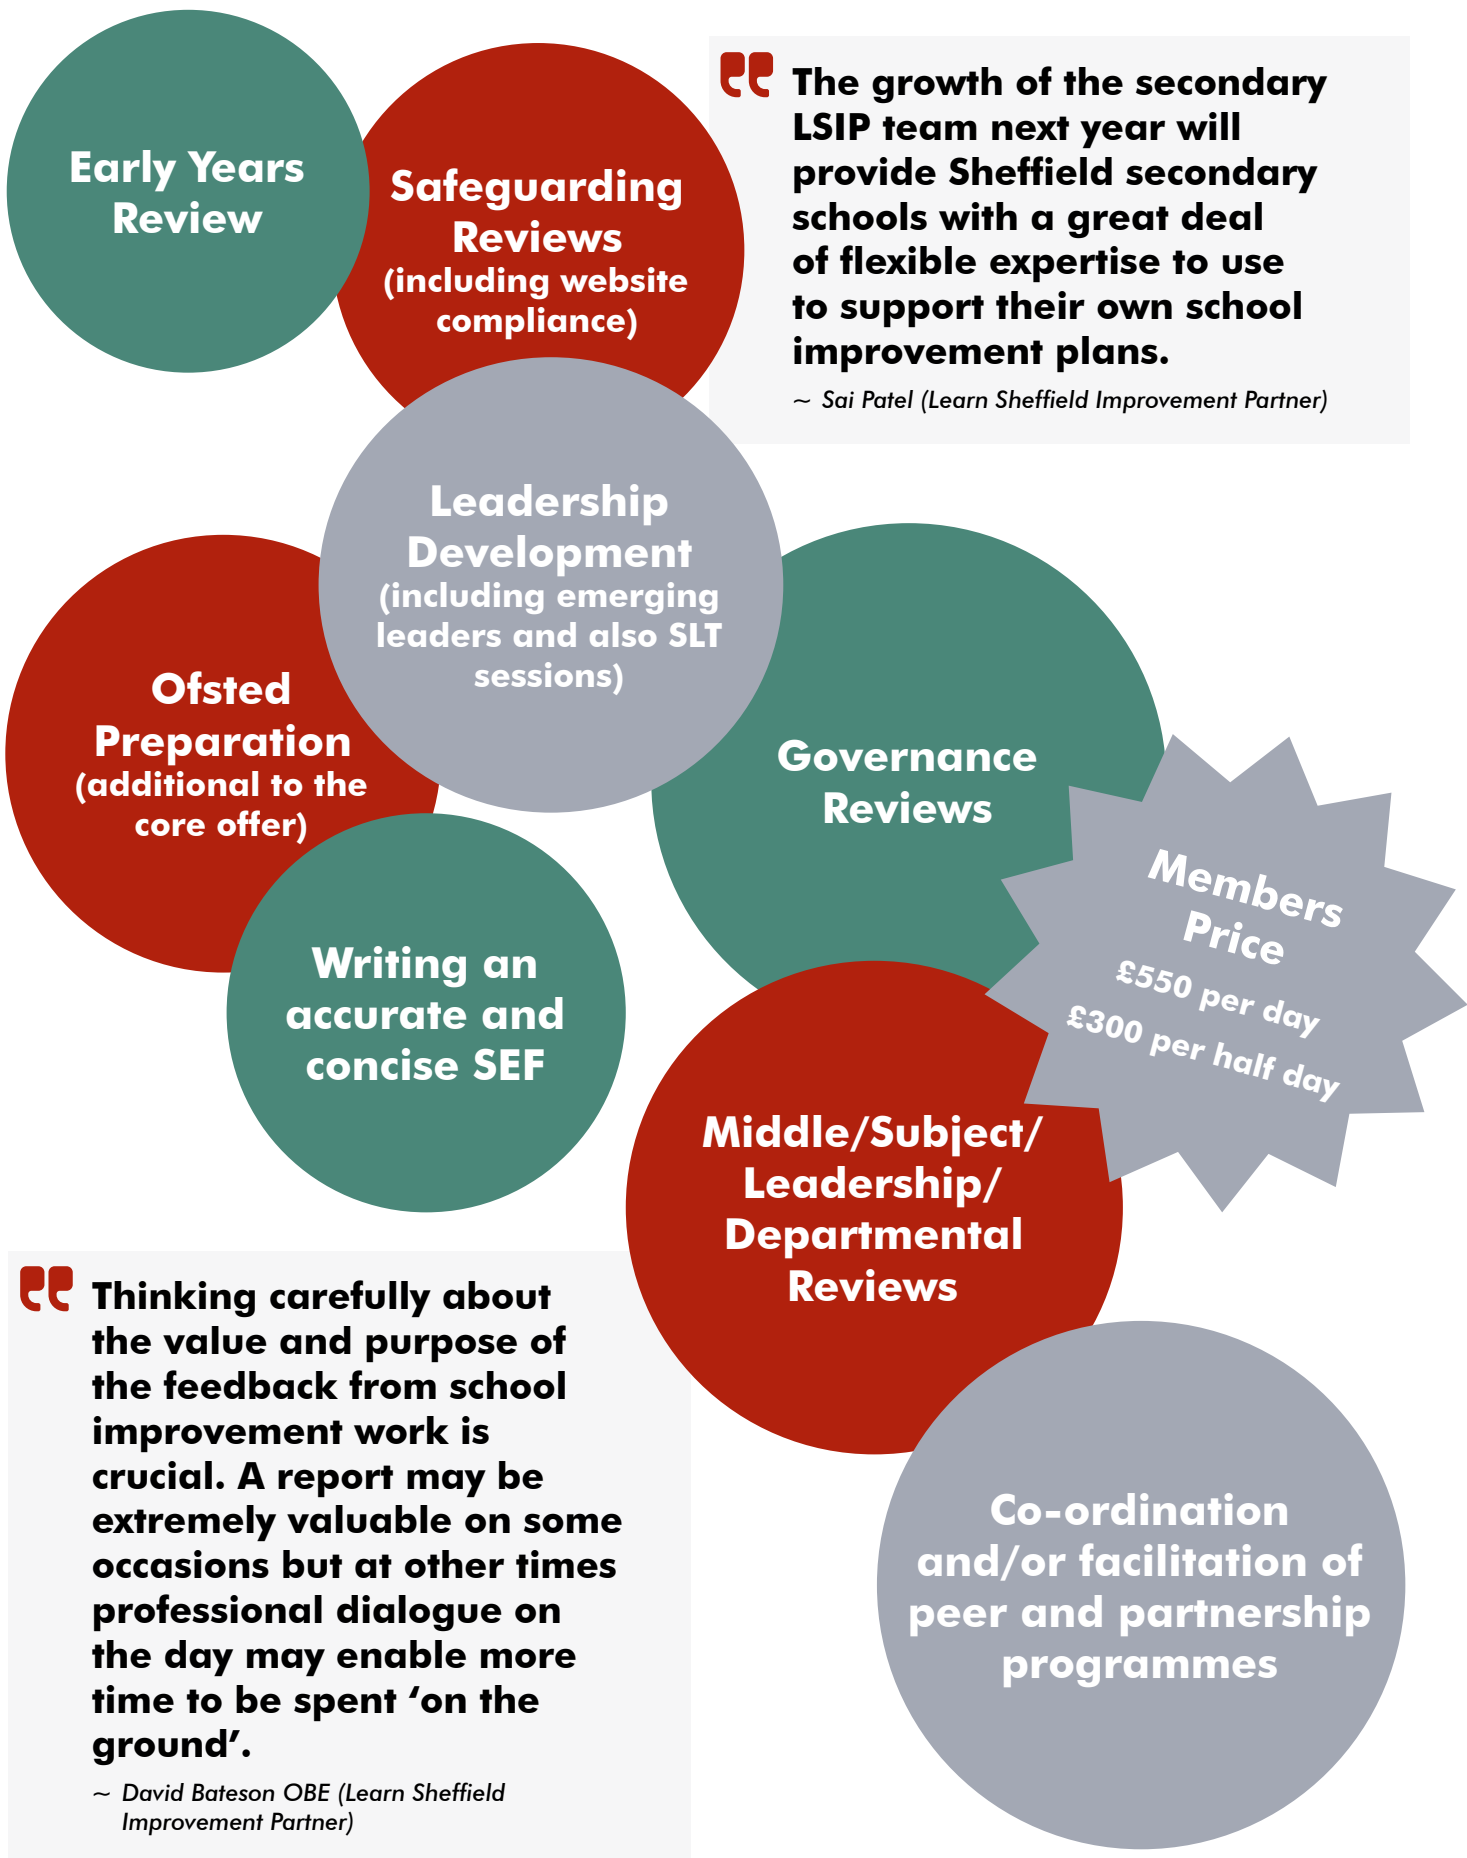 Early Years
Review
Safeguarding
Reviews
(including website
compliance)
The growth of the secondary
LSIP team next year will
provide Sheffield secondary
schools with a great deal
of flexible expertise to use
to support their own school
improvement plans.
~ Sai Patel (Learn Sheffield Improvement Partner)
Leadership
Development
(including emerging
leaders and also SLT
sessions)
Ofsted
Preparation
(additional to the
core offer)
Governance
Reviews
Members
Price
£550 per day
£300 per half day
Writing an
accurate and
concise SEF
Middle/Subject/
Leadership/
Departmental
Reviews
Thinking carefully about
the value and purpose of
the feedback from school
improvement work is
crucial. A report may be
extremely valuable on some
occasions but at other times
professional dialogue on
the day may enable more
time to be spent ‘on the
ground’.
~ David Bateson OBE (Learn Sheffield
Improvement Partner)
Co-ordination
and/or facilitation of
peer and partnership
programmes